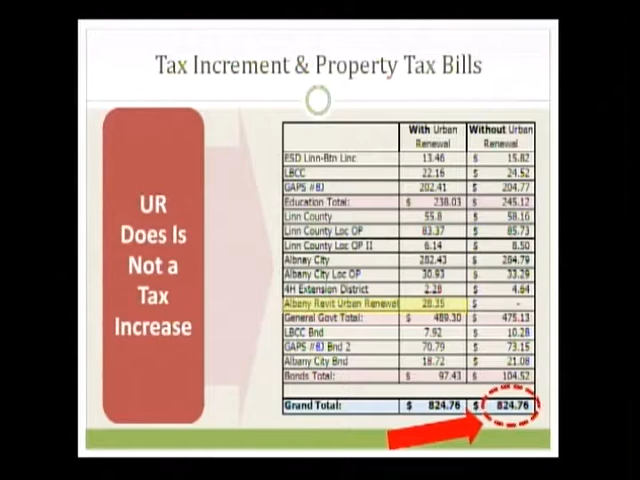 Tax Increment & Property Tax Bills
UR
Does Is
Not a
Tax
Increase
With Urban Renewal Without Urban Renewal
ESD Linn-Btn Linc 13.46 $ 15.82
LBCC 22.16 $ 24.52
GAPS #8J 202.41 $ 204.77
Education Total: $ 238.03 $ 245.12
Linn County 55.8 $ 58.16
Linn County Loc OP 83.37 $ 85.73
Linn County Loc OP II 6.14 $ 8.50
Albany City 282.43 $ 284.79
Albany City Loc OP 30.93 $ 33.29
4H Extension District 2.28 $ 4.64
Albany Revit Urban Renewal 28.35 $ -
General Govt Total: $ 489.30 $ 475.13
LBCC Bnd 7.92 $ 10.28
GAPS #8J Bnd 2 70.79 $ 73.15
Albany City Bnd 18.72 $ 21.08
Bonds Total: $ 97.43 $ 104.52
Grand Total: $ 824.76 $ 824.76